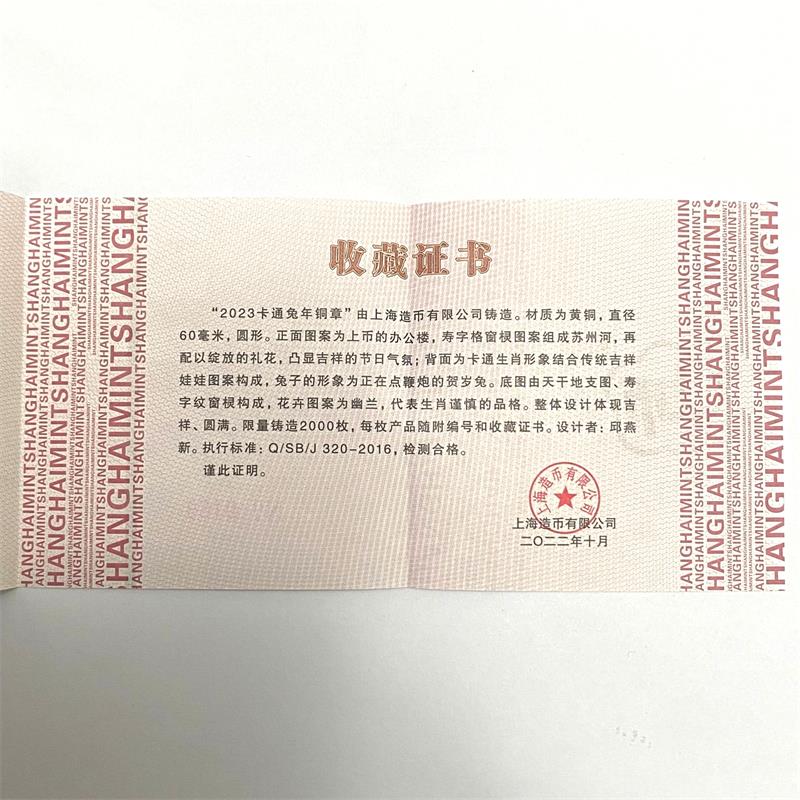 收藏证书
“2023卡通兔年铜章”由上海造币有限公司铸造。材质为黄铜，直径
60毫米，圆形。正面图案为上币的办公楼，寿字格窗棂图案组成苏州河，再
配以绽放的礼花，凸显吉祥的节日气氛；背面为卡通生肖形象结合传统吉祥
娃娃图案构成，兔子的形象为正在点鞭炮的贺岁兔。底图由天干地支图、寿
字纹窗棂构成，花卉图案为幽兰，代表生肖谨慎的品格。整体设计体现吉
祥、圆满。限量铸造2000枚，每枚产品随附编号和收藏证书。设计者：邱燕
新。执行标准：Q/SB/J 320-2016，检测合格。
谨此证明。
上海造币有限公司
上海造币有限公司
二〇二二年十月
SHANGHAIMINTSHANGHAIMINTSHANGHAI
SHANGHAIMINTSHANGHAIMINTSHANGHAI